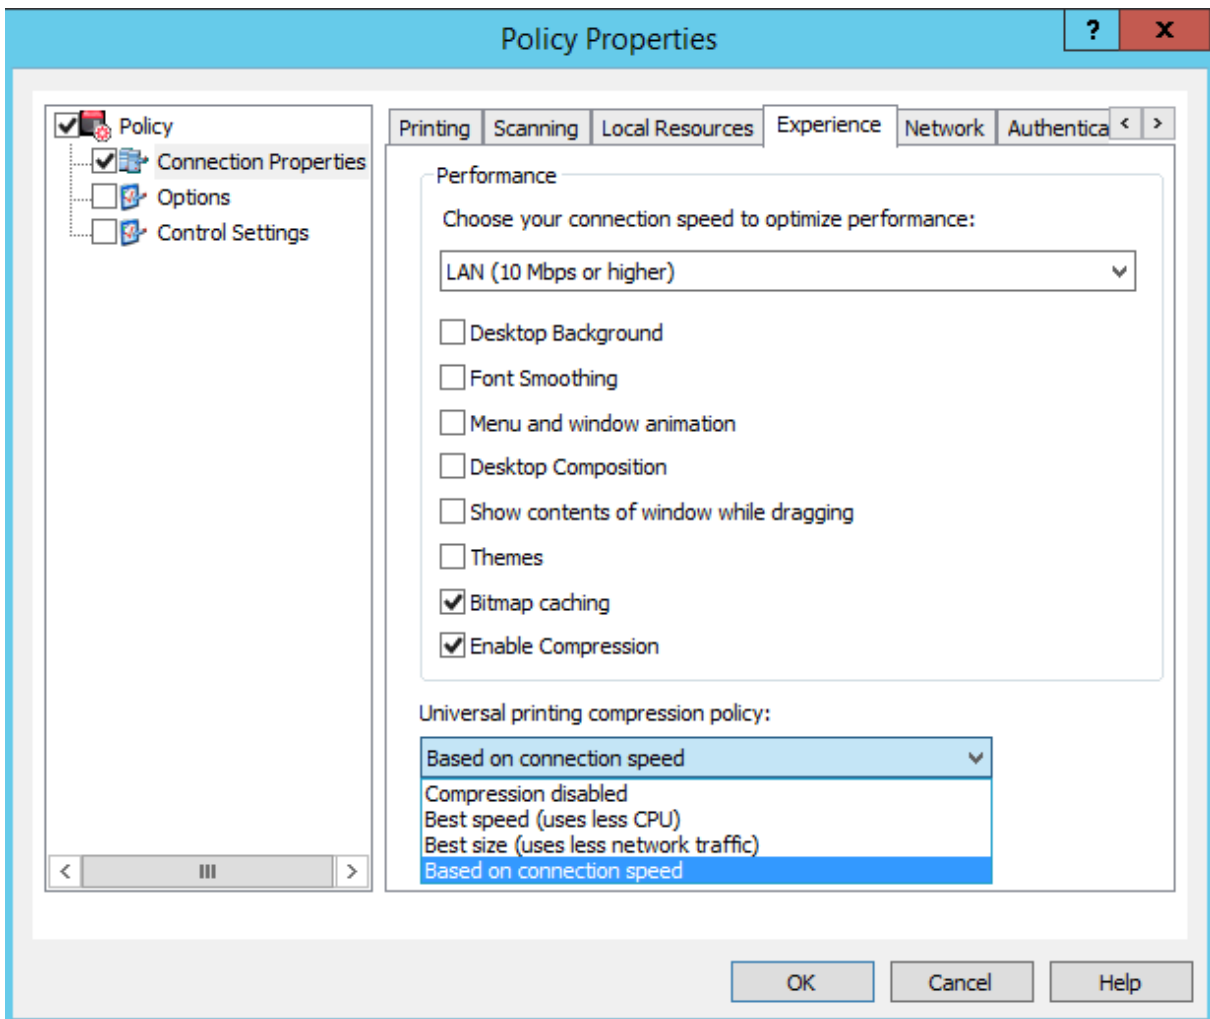 Policy Properties
?
x
Policy
Connection Properties
Options
Control Settings
Printing
Scanning
Local Resources
Experience
Network
Authentica
< >
Performance
Choose your connection speed to optimize performance:
LAN (10 Mbps or higher)
Desktop Background
Font Smoothing
Menu and window animation
Desktop Composition
Show contents of window while dragging
Themes
Bitmap caching
Enable Compression
Universal printing compression policy:
Based on connection speed
Compression disabled
Best speed (uses less CPU)
Best size (uses less network traffic)
Based on connection speed
OK
Cancel
Help